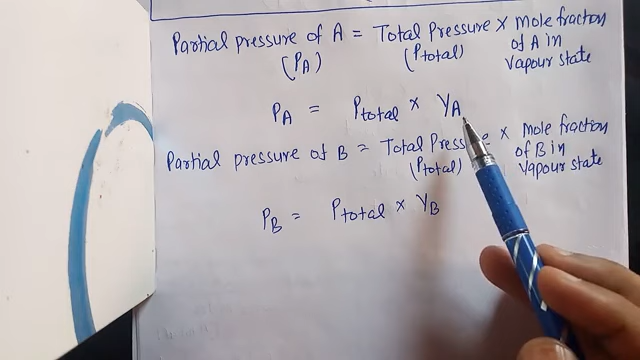 Partial pressure of A = Total Pressure × Mole fraction
(PA) (Ptotal) of A in
Vapour state
PA = Ptotal × YA
Partial pressure of B = Total Pressure × Mole fraction
(Ptotal) of B in
Vapour state
PB = Ptotal × YB